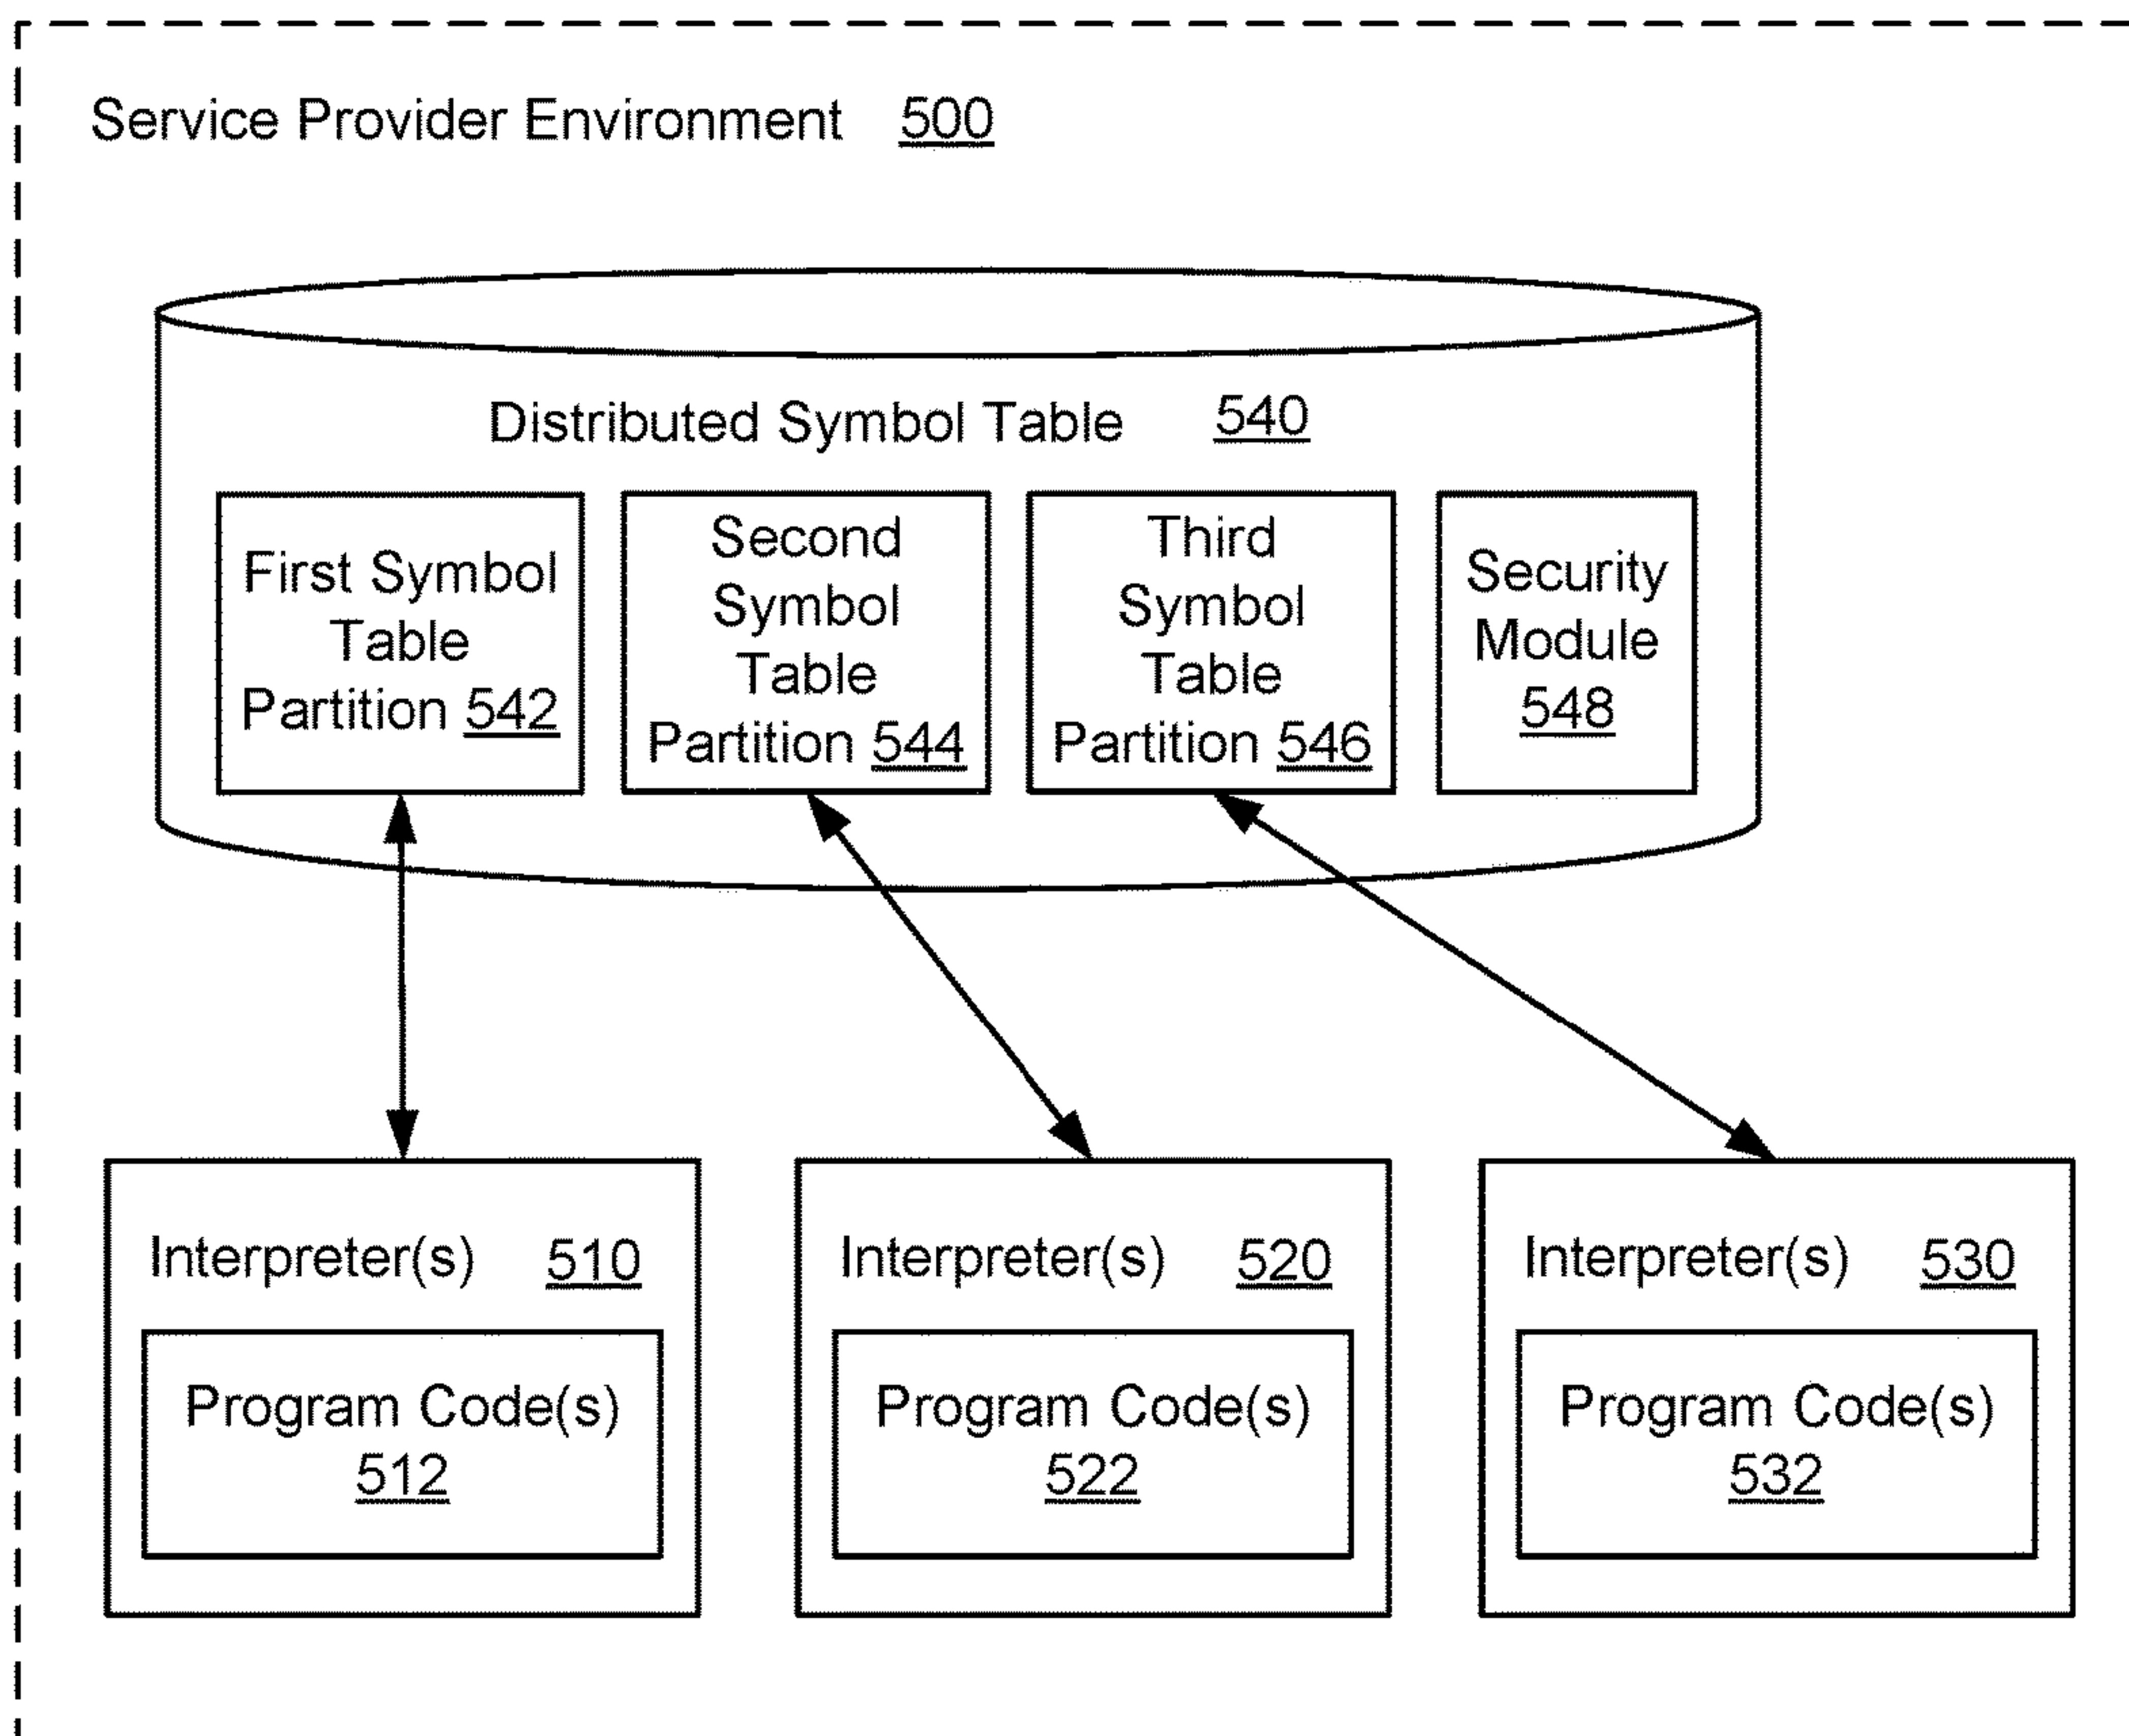 Service Provider Environment 500
Distributed Symbol Table 540
First Symbol
Table
Partition 542
Second
Symbol
Table
Partition 544
Third
Symbol
Table
Partition 546
Security
Module
548
Interpreter(s) 510
Program Code(s)
512
Interpreter(s) 520
Program Code(s)
522
Interpreter(s) 530
Program Code(s)
532